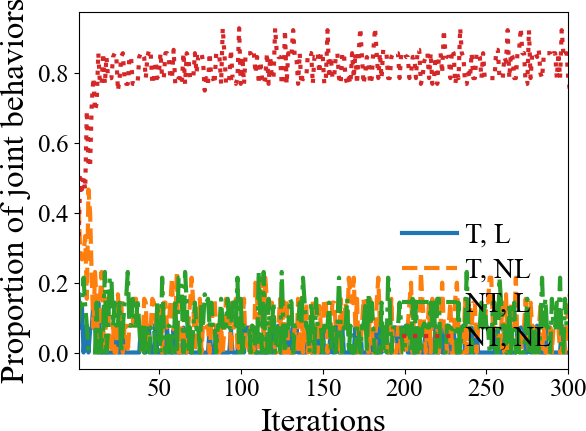 Proportion of joint behaviors
0.8
0.6
0.4
0.2
0.0
T, L
T, NL
NT, L
NT, NL
50
100
150
200
250
300
Iterations